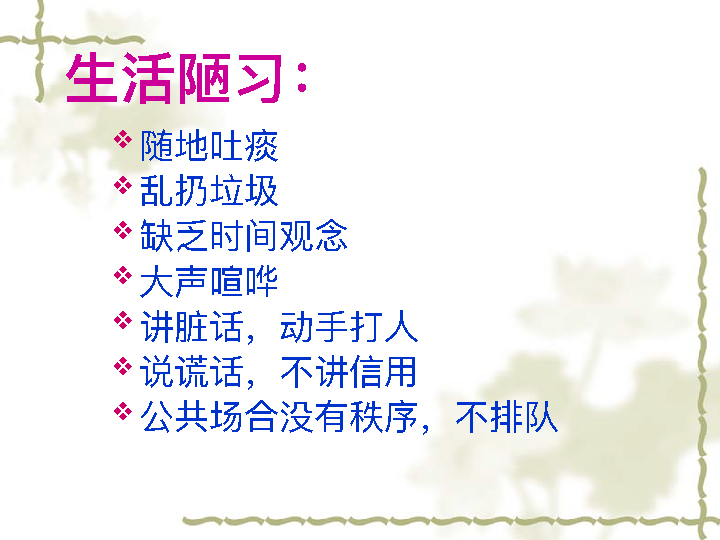 生活陋习：
随地吐痰
乱扔垃圾
缺乏时间观念
大声喧哗
讲脏话，动手打人
说谎话，不讲信用
公共场合没有秩序，不排队